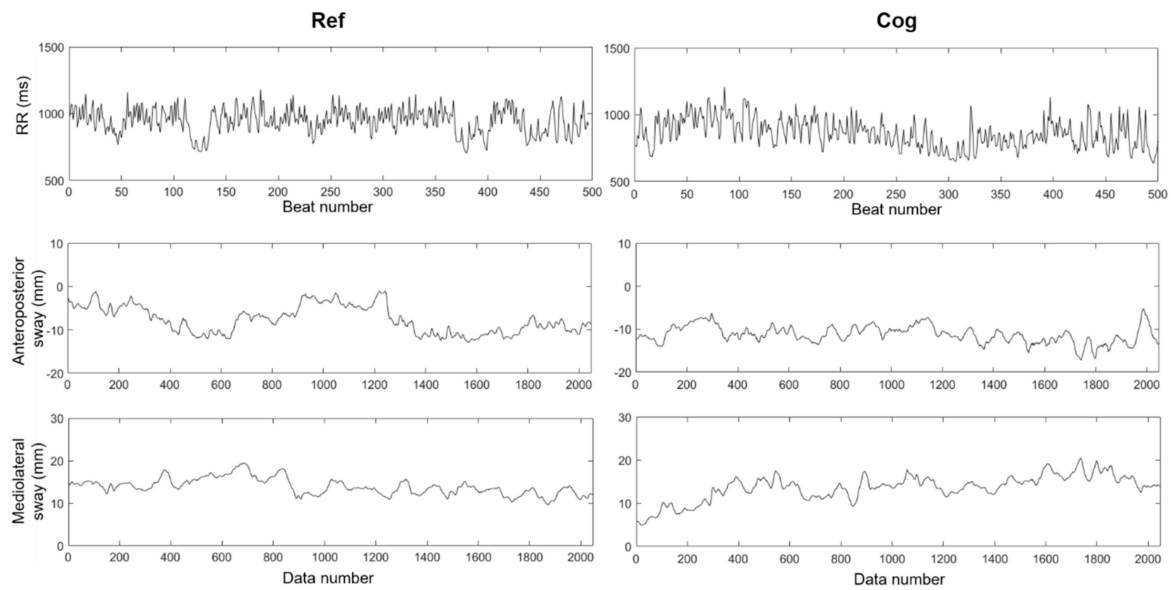 Ref Cog
1500 1500
RR (ms)
1000 1000
500 500
0 50 100 150 200 250 300 350 400 450 500 0 50 100 150 200 250 300 350 400 450 500
Beat number Beat number
10 10
Anteroposterior
sway (mm)
0 0
-10 -10
-20 -20
0 200 400 600 800 1000 1200 1400 1600 1800 2000 0 200 400 600 800 1000 1200 1400 1600 1800 2000
30 30
Mediolateral
sway (mm)
20 20
10 10
0 0
0 200 400 600 800 1000 1200 1400 1600 1800 2000 0 200 400 600 800 1000 1200 1400 1600 1800 2000
Data number Data number